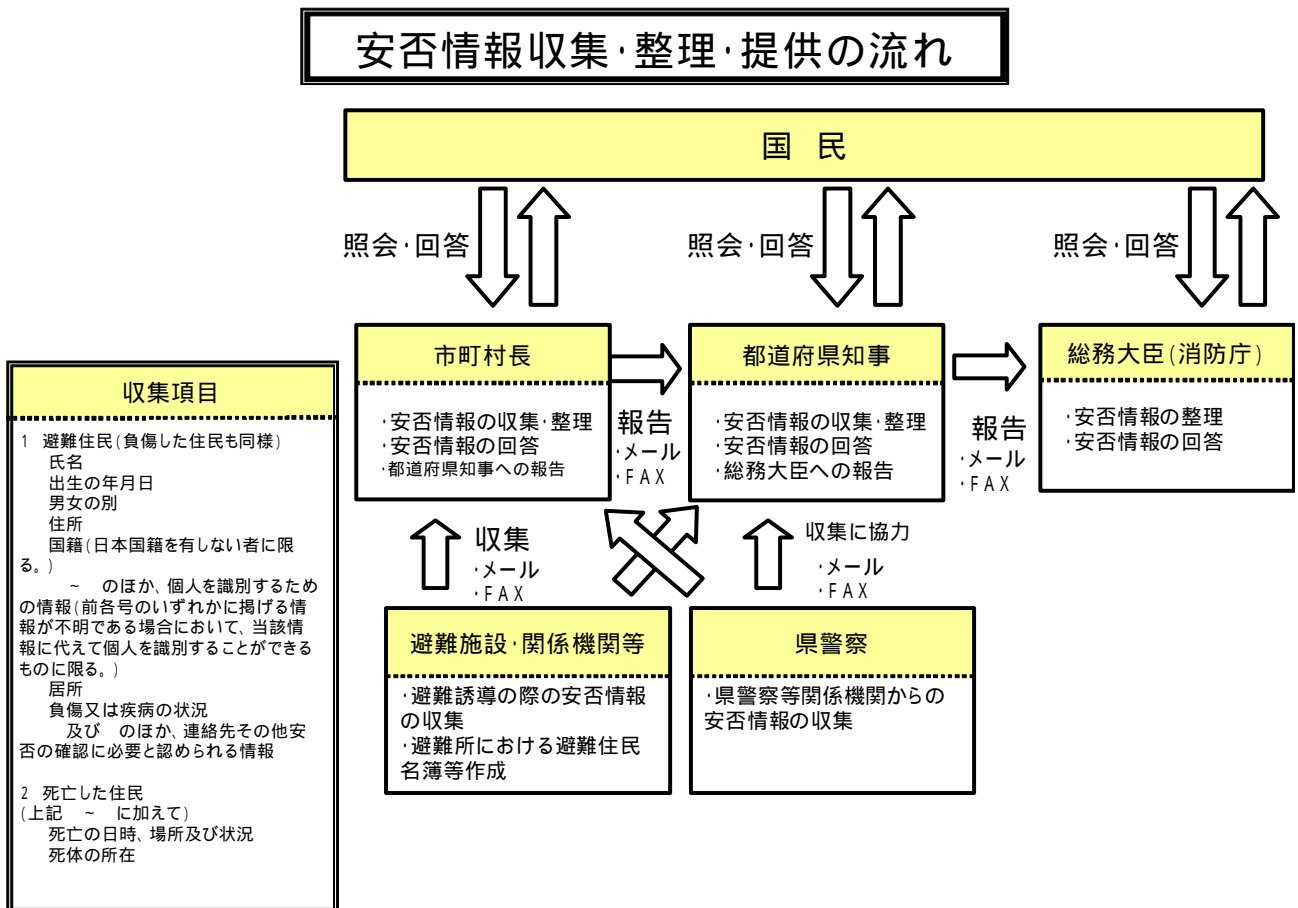 安否情報収集･整理･提供の流れ
国 民
照会･回答
照会･回答
照会･回答
市町村長
･安否情報の収集･整理
･安否情報の回答
･都道府県知事への報告
報告
･メール
･FAX
都道府県知事
･安否情報の収集･整理
･安否情報の回答
･総務大臣への報告
報告
･メール
･FAX
総務大臣(消防庁)
･安否情報の整理
･安否情報の回答
収集
･メール
･FAX
収集に協力
･メール
･FAX
避難施設･関係機関等
･避難誘導の際の安否情報
の収集
･避難所における避難住民
名簿等作成
県警察
･県警察等関係機関からの
安否情報の収集
収集項目
1 避難住民(負傷した住民も同様)
氏名
出生の年月日
男女の別
住所
国籍(日本国籍を有しない者に限
る｡)
~ のほか､個人を識別するため
の情報(前各号のいずれかに掲げる情
報が不明である場合において､当該情
報に代えて個人を識別することができる
ものに限る｡)
居所
負傷又は疾病の状況
及び のほか､連絡先その他安
否の確認に必要と認められる情報
2 死亡した住民
(上記 ~ に加えて)
死亡の日時､場所及び状況
死体の所在